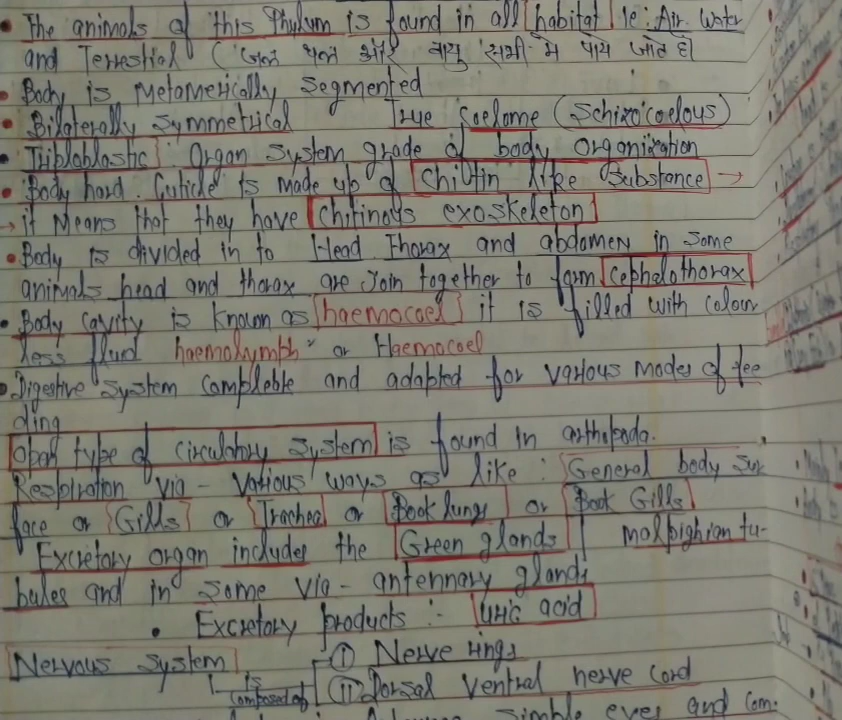 • The animals of this Phylum is found in all habitat ie: Air. Water
and Terrestial ( जल थल और वायु सभी में पाये जाते है)
• Body is Metamerically Segmented
• Bilaterally Symmetrical True Coelome (Schizocoelous)
• Triploblastic : Organ System grade of body organization
• Body hard. Cuticle is made up of Chitin like Substance →
→ it Means that they have chitinous exoskeleton
• Body is divided in to Head Thorax and abdomen in Some
animals head and thorax are Join together to form cephalothorax
• Body cavity is known as haemocoel it is filled with colour
less fluid haemolymph" or Haemocoel
• Digestive System complete and adapted for various modes of fee
ding
Open type of circulatory System is found in arthopoda.
Respiration via - Various ways as like : General body Sur
face or Gills or Trachea or Book lungs or Book Gills
Excretory organ includes the Green glands Malpighian tu-
bules and in Some via - antennary glands
• Excretory products :- Uric acid
Nervous System is composed of
① Nerve rings
② Dorsal Ventral nerve Cord
Simple eyes and Com.